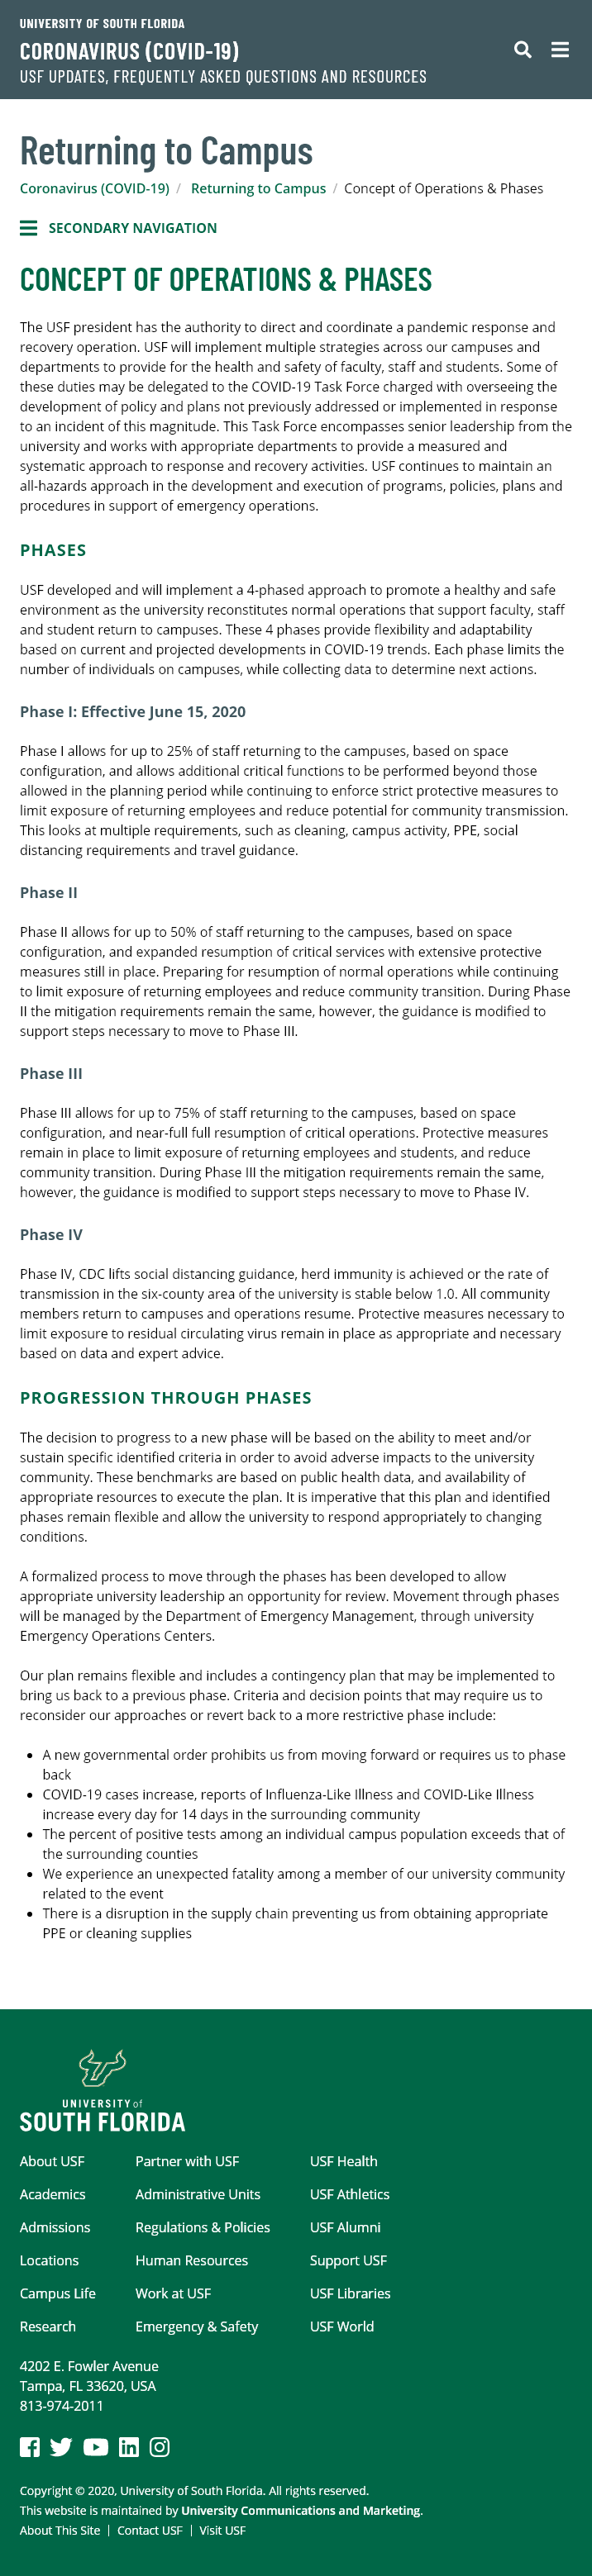 UNIVERSITY OF SOUTH FLORIDA
CORONAVIRUS (COVID-19)
USF UPDATES, FREQUENTLY ASKED QUESTIONS AND RESOURCES
Returning to Campus
Coronavirus (COVID-19) / Returning to Campus / Concept of Operations & Phases
SECONDARY NAVIGATION
CONCEPT OF OPERATIONS & PHASES
The USF president has the authority to direct and coordinate a pandemic response and
recovery operation. USF will implement multiple strategies across our campuses and
departments to provide for the health and safety of faculty, staff and students. Some of
these duties may be delegated to the COVID-19 Task Force charged with overseeing the
development of policy and plans not previously addressed or implemented in response
to an incident of this magnitude. This Task Force encompasses senior leadership from the
university and works with appropriate departments to provide a measured and
systematic approach to response and recovery activities. USF continues to maintain an
all-hazards approach in the development and execution of programs, policies, plans and
procedures in support of emergency operations.
PHASES
USF developed and will implement a 4-phased approach to promote a healthy and safe
environment as the university reconstitutes normal operations that support faculty, staff
and student return to campuses. These 4 phases provide flexibility and adaptability
based on current and projected developments in COVID-19 trends. Each phase limits the
number of individuals on campuses, while collecting data to determine next actions.
Phase I: Effective June 15, 2020
Phase I allows for up to 25% of staff returning to the campuses, based on space
configuration, and allows additional critical functions to be performed beyond those
allowed in the planning period while continuing to enforce strict protective measures to
limit exposure of returning employees and reduce potential for community transmission.
This looks at multiple requirements, such as cleaning, campus activity, PPE, social
distancing requirements and travel guidance.
Phase II
Phase II allows for up to 50% of staff returning to the campuses, based on space
configuration, and expanded resumption of critical services with extensive protective
measures still in place. Preparing for resumption of normal operations while continuing
to limit exposure of returning employees and reduce community transition. During Phase
II the mitigation requirements remain the same, however, the guidance is modified to
support steps necessary to move to Phase III.
Phase III
Phase III allows for up to 75% of staff returning to the campuses, based on space
configuration, and near-full full resumption of critical operations. Protective measures
remain in place to limit exposure of returning employees and students, and reduce
community transition. During Phase III the mitigation requirements remain the same,
however, the guidance is modified to support steps necessary to move to Phase IV.
Phase IV
Phase IV, CDC lifts social distancing guidance, herd immunity is achieved or the rate of
transmission in the six-county area of the university is stable below 1.0. All community
members return to campuses and operations resume. Protective measures necessary to
limit exposure to residual circulating virus remain in place as appropriate and necessary
based on data and expert advice.
PROGRESSION THROUGH PHASES
The decision to progress to a new phase will be based on the ability to meet and/or
sustain specific identified criteria in order to avoid adverse impacts to the university
community. These benchmarks are based on public health data, and availability of
appropriate resources to execute the plan. It is imperative that this plan and identified
phases remain flexible and allow the university to respond appropriately to changing
conditions.
A formalized process to move through the phases has been developed to allow
appropriate university leadership an opportunity for review. Movement through phases
will be managed by the Department of Emergency Management, through university
Emergency Operations Centers.
Our plan remains flexible and includes a contingency plan that may be implemented to
bring us back to a previous phase. Criteria and decision points that may require us to
reconsider our approaches or revert back to a more restrictive phase include:
• A new governmental order prohibits us from moving forward or requires us to phase
back
• COVID-19 cases increase, reports of Influenza-Like Illness and COVID-Like Illness
increase every day for 14 days in the surrounding community
• The percent of positive tests among an individual campus population exceeds that of
the surrounding counties
• We experience an unexpected fatality among a member of our university community
related to the event
• There is a disruption in the supply chain preventing us from obtaining appropriate
PPE or cleaning supplies
UNIVERSITY of
SOUTH FLORIDA
About USF Partner with USF USF Health
Academics Administrative Units USF Athletics
Admissions Regulations & Policies USF Alumni
Locations Human Resources Support USF
Campus Life Work at USF USF Libraries
Research Emergency & Safety USF World
4202 E. Fowler Avenue
Tampa, FL 33620, USA
813-974-2011
Copyright © 2020, University of South Florida. All rights reserved.
This website is maintained by University Communications and Marketing.
About This Site | Contact USF | Visit USF